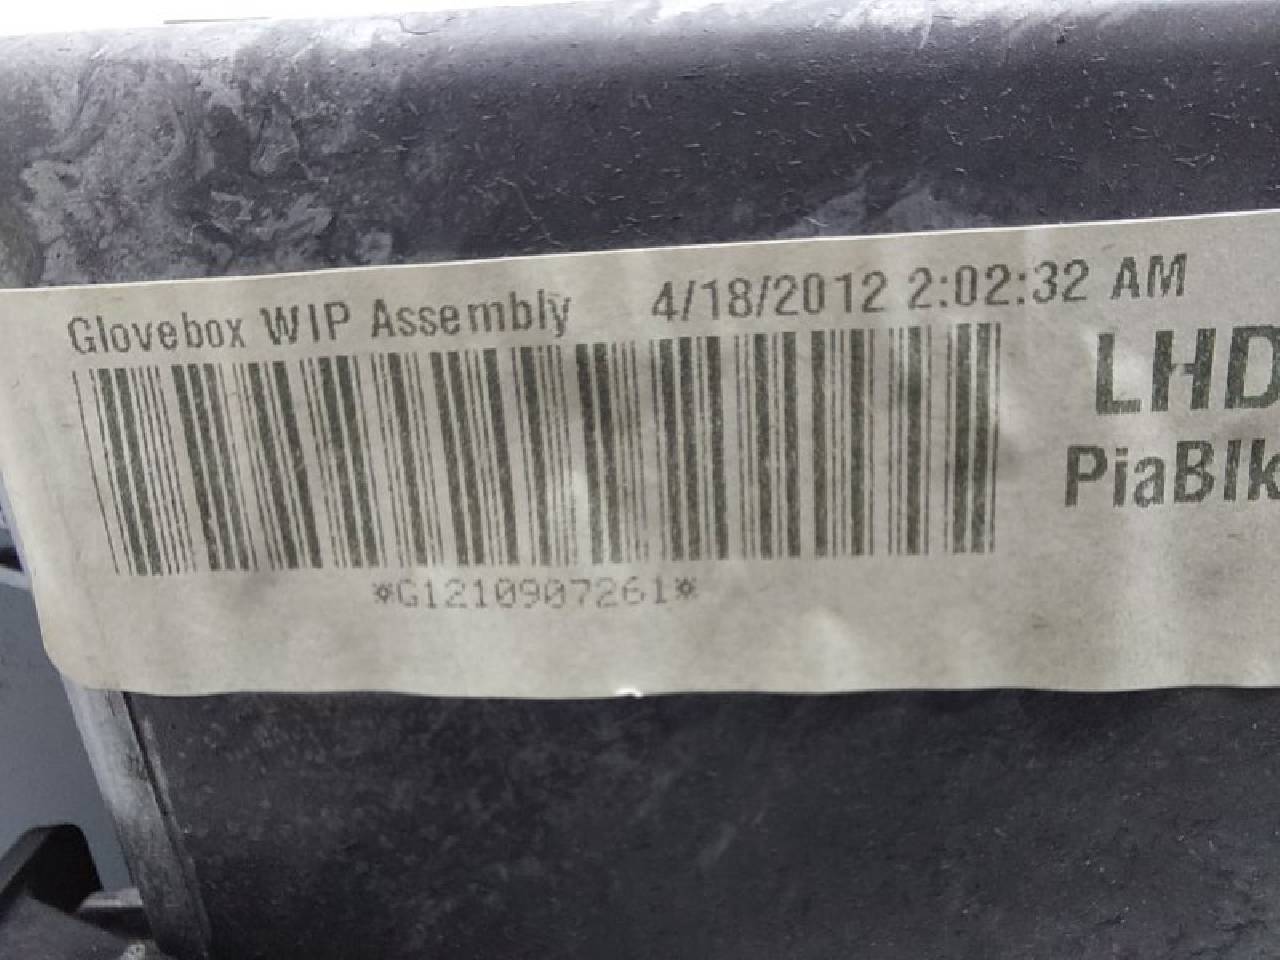 Glovebox WIP Assembly 4/18/2012 2:02:32 AM
LHD
PiaBlk
*G1210907261*